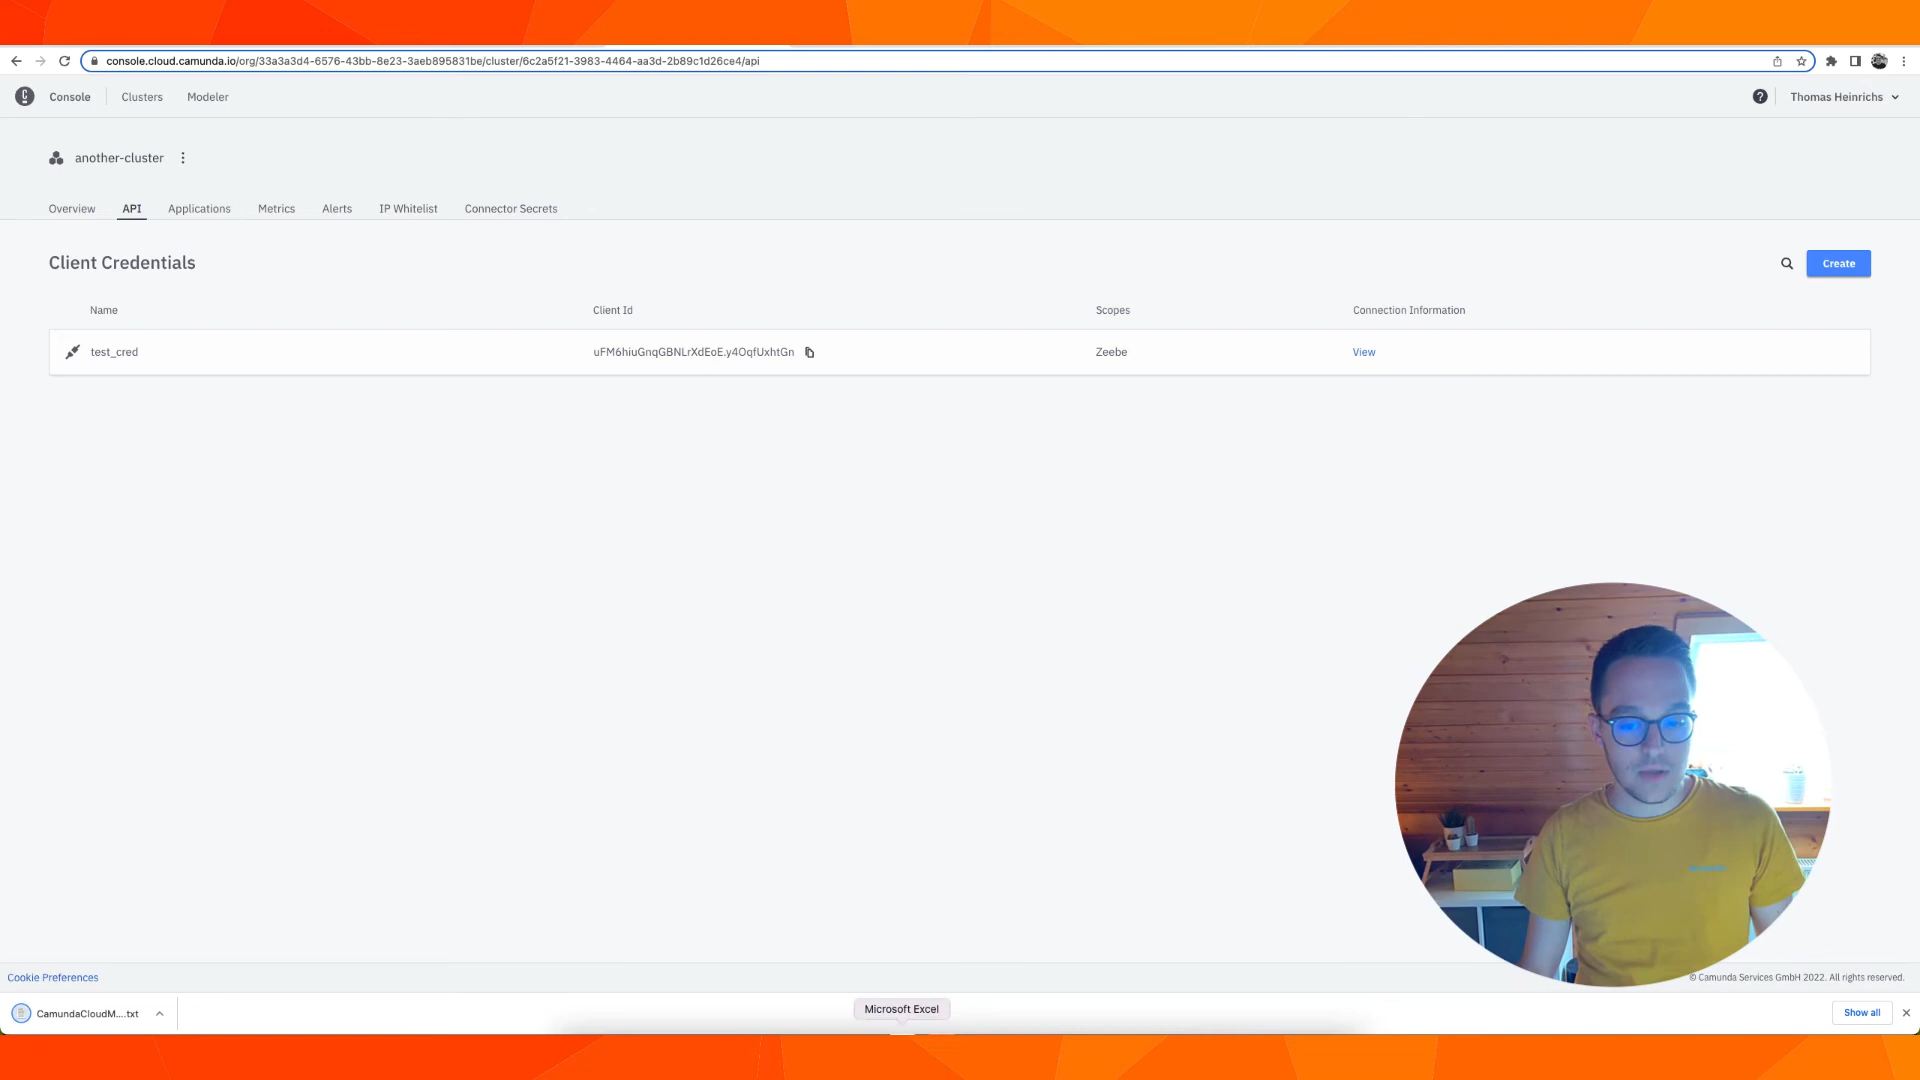 console.cloud.camunda.io/org/33a3a3d4-6576-43bb-8e23-3aeb895831be/cluster/6c2a5f21-3983-4464-aa3d-2b89c1d26ce4/api
Console Clusters Modeler Thomas Heinrichs
another-cluster
Overview API Applications Metrics Alerts IP Whitelist Connector Secrets
Client Credentials Create
Name Client Id Scopes Connection Information
test_cred uFM6hiuGnqGBNLrXdEoE.y4OqfUxhtGn Zeebe View
Cookie Preferences © Camunda Services GmbH 2022. All rights reserved.
CamundaCloudM....txt Microsoft Excel Show all